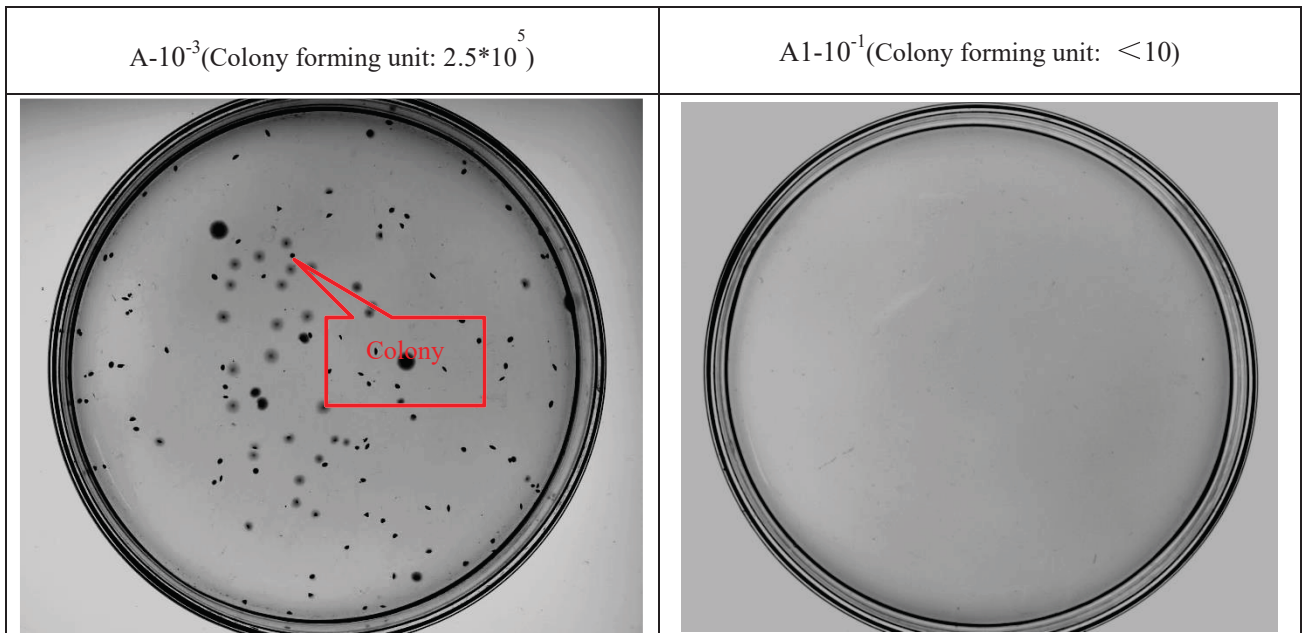 A-10⁻³(Colony forming unit: 2.5*10⁵)
A1-10⁻¹(Colony forming unit: ＜10)
Colony